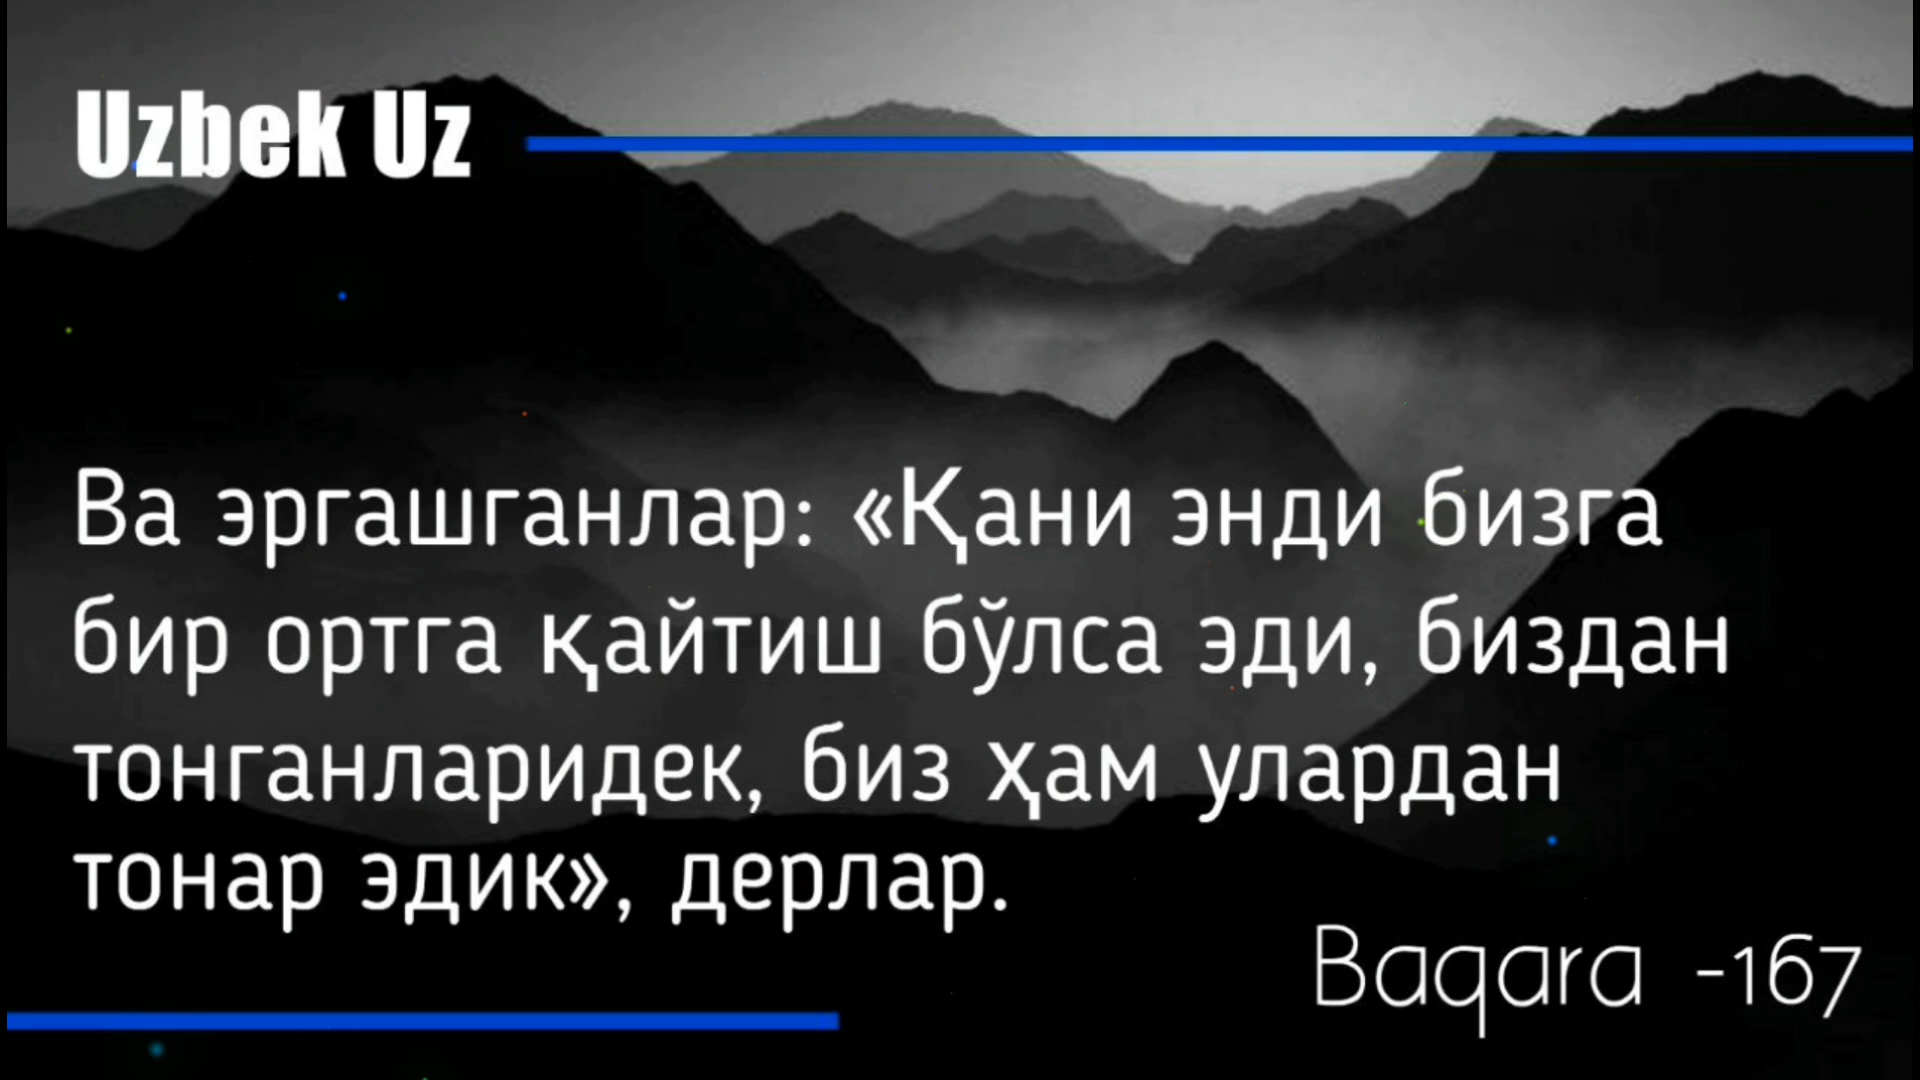 Uzbek Uz
Ва эргашганлар: «Қани энди бизга
бир ортга қайтиш бўлса эди, биздан
тонганларидек, биз ҳам улардан
тонар эдик», дерлар.
Baqara -167